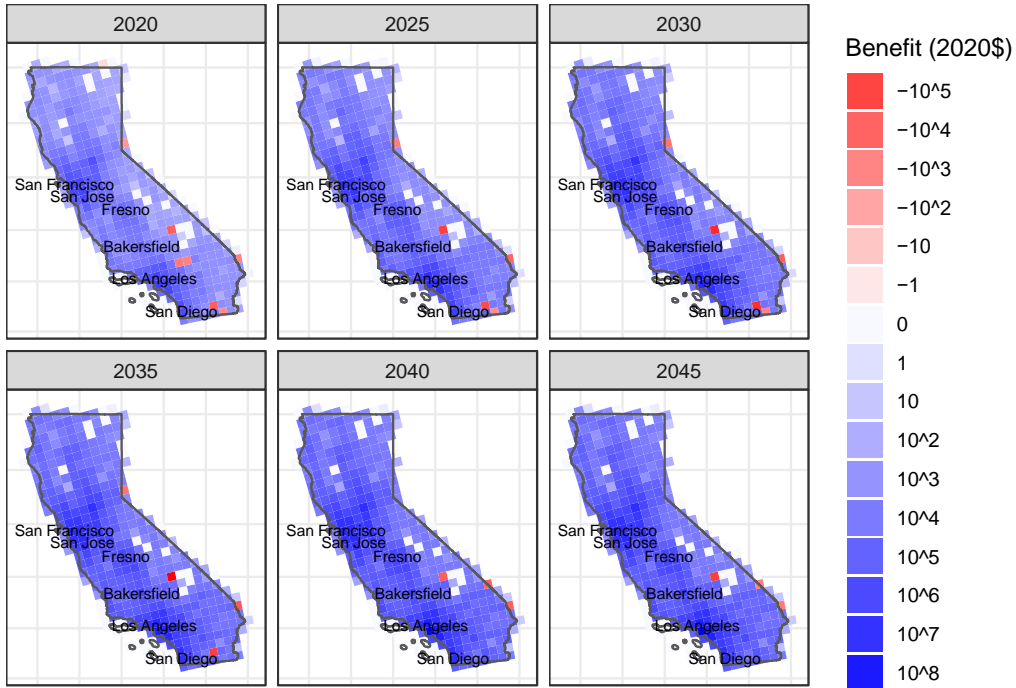 2020
2025
2030
San Francisco
San Jose
Fresno
Bakersfield
Los Angeles
San Diego
San Francisco
San Jose
Fresno
Bakersfield
Los Angeles
San Diego
San Francisco
San Jose
Fresno
Bakersfield
Los Angeles
San Diego
2035
2040
2045
San Francisco
San Jose
Fresno
Bakersfield
Los Angeles
San Diego
San Francisco
San Jose
Fresno
Bakersfield
Los Angeles
San Diego
San Francisco
San Jose
Fresno
Bakersfield
Los Angeles
San Diego
Benefit (2020$)
−10^5
−10^4
−10^3
−10^2
−10
−1
0
1
10
10^2
10^3
10^4
10^5
10^6
10^7
10^8